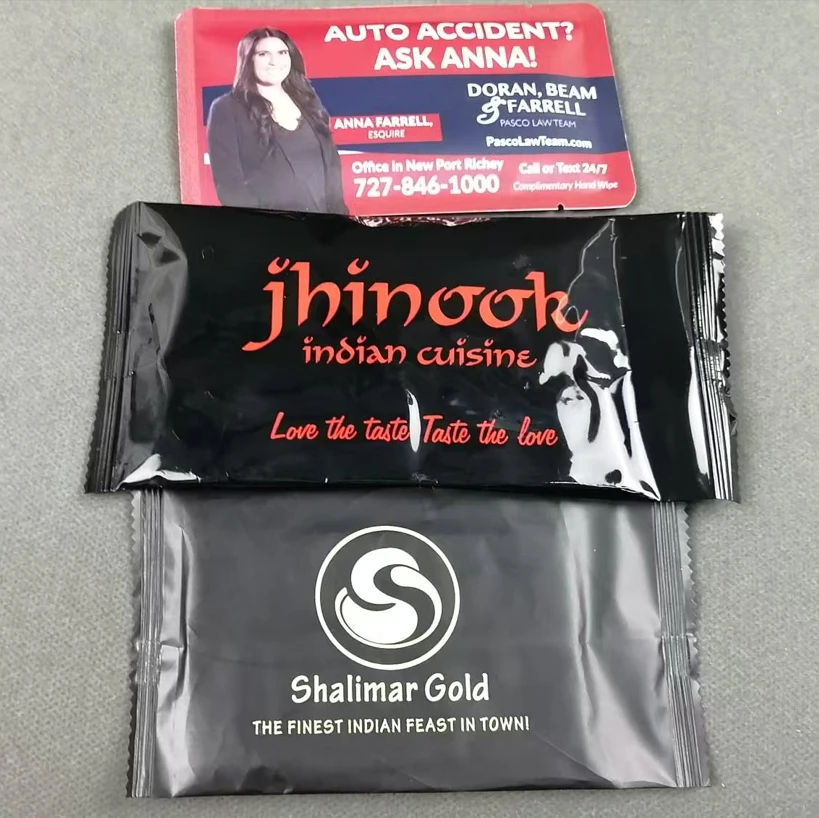 AUTO ACCIDENT?
ASK ANNA!
DORAN, BEAM
& FARRELL
PASCO LAW TEAM
ANNA FARRELL,
ESQUIRE
PascoLawTeam.com
Office in New Port Richey
727-846-1000
Call or Text 24/7
Complimentary Hand Wipe
jhinook
indian cuisine
Love the taste Taste the love
Shalimar Gold
THE FINEST INDIAN FEAST IN TOWN!